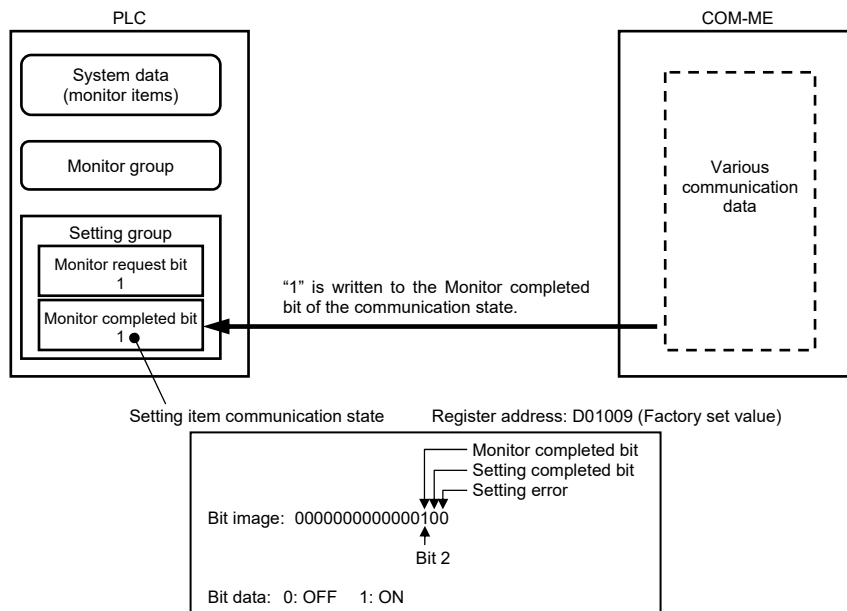 PLC
COM-ME
System data
(monitor items)
Monitor group
Various
communication
data
Setting group
Monitor request bit
1
Monitor completed bit
1
“1” is written to the Monitor completed
bit of the communication state.
Setting item communication state
Register address: D01009 (Factory set value)
Monitor completed bit
Setting completed bit
Setting error
Bit image: 0000000000000100
Bit 2
Bit data: 0: OFF 1: ON